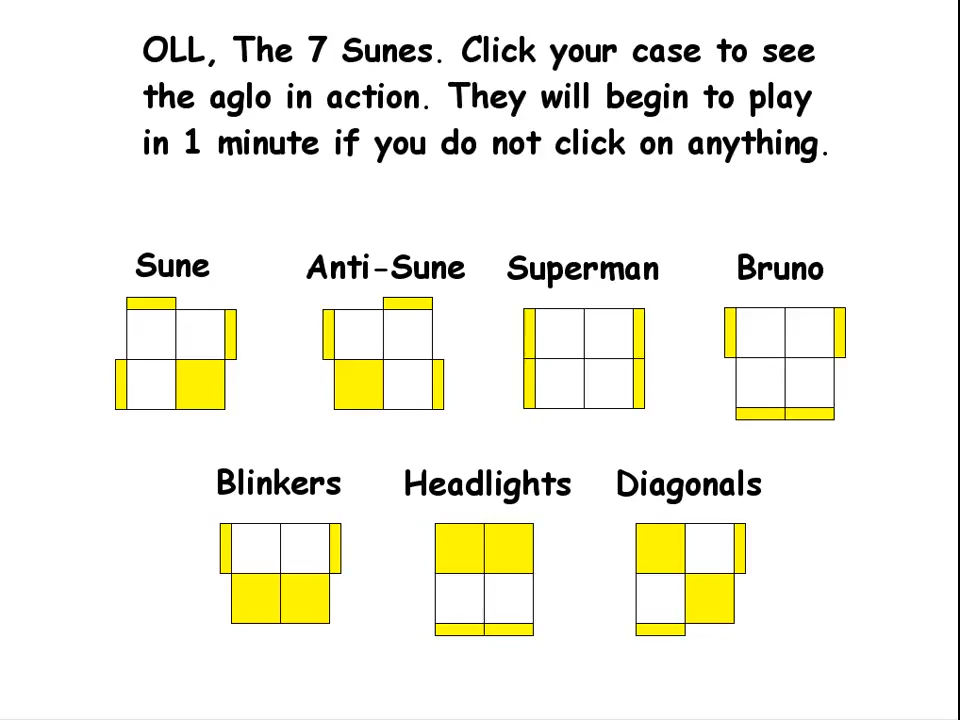 OLL, The 7 Sunes. Click your case to see
the aglo in action. They will begin to play
in 1 minute if you do not click on anything.
Sune Anti-Sune Superman Bruno
Blinkers Headlights Diagonals